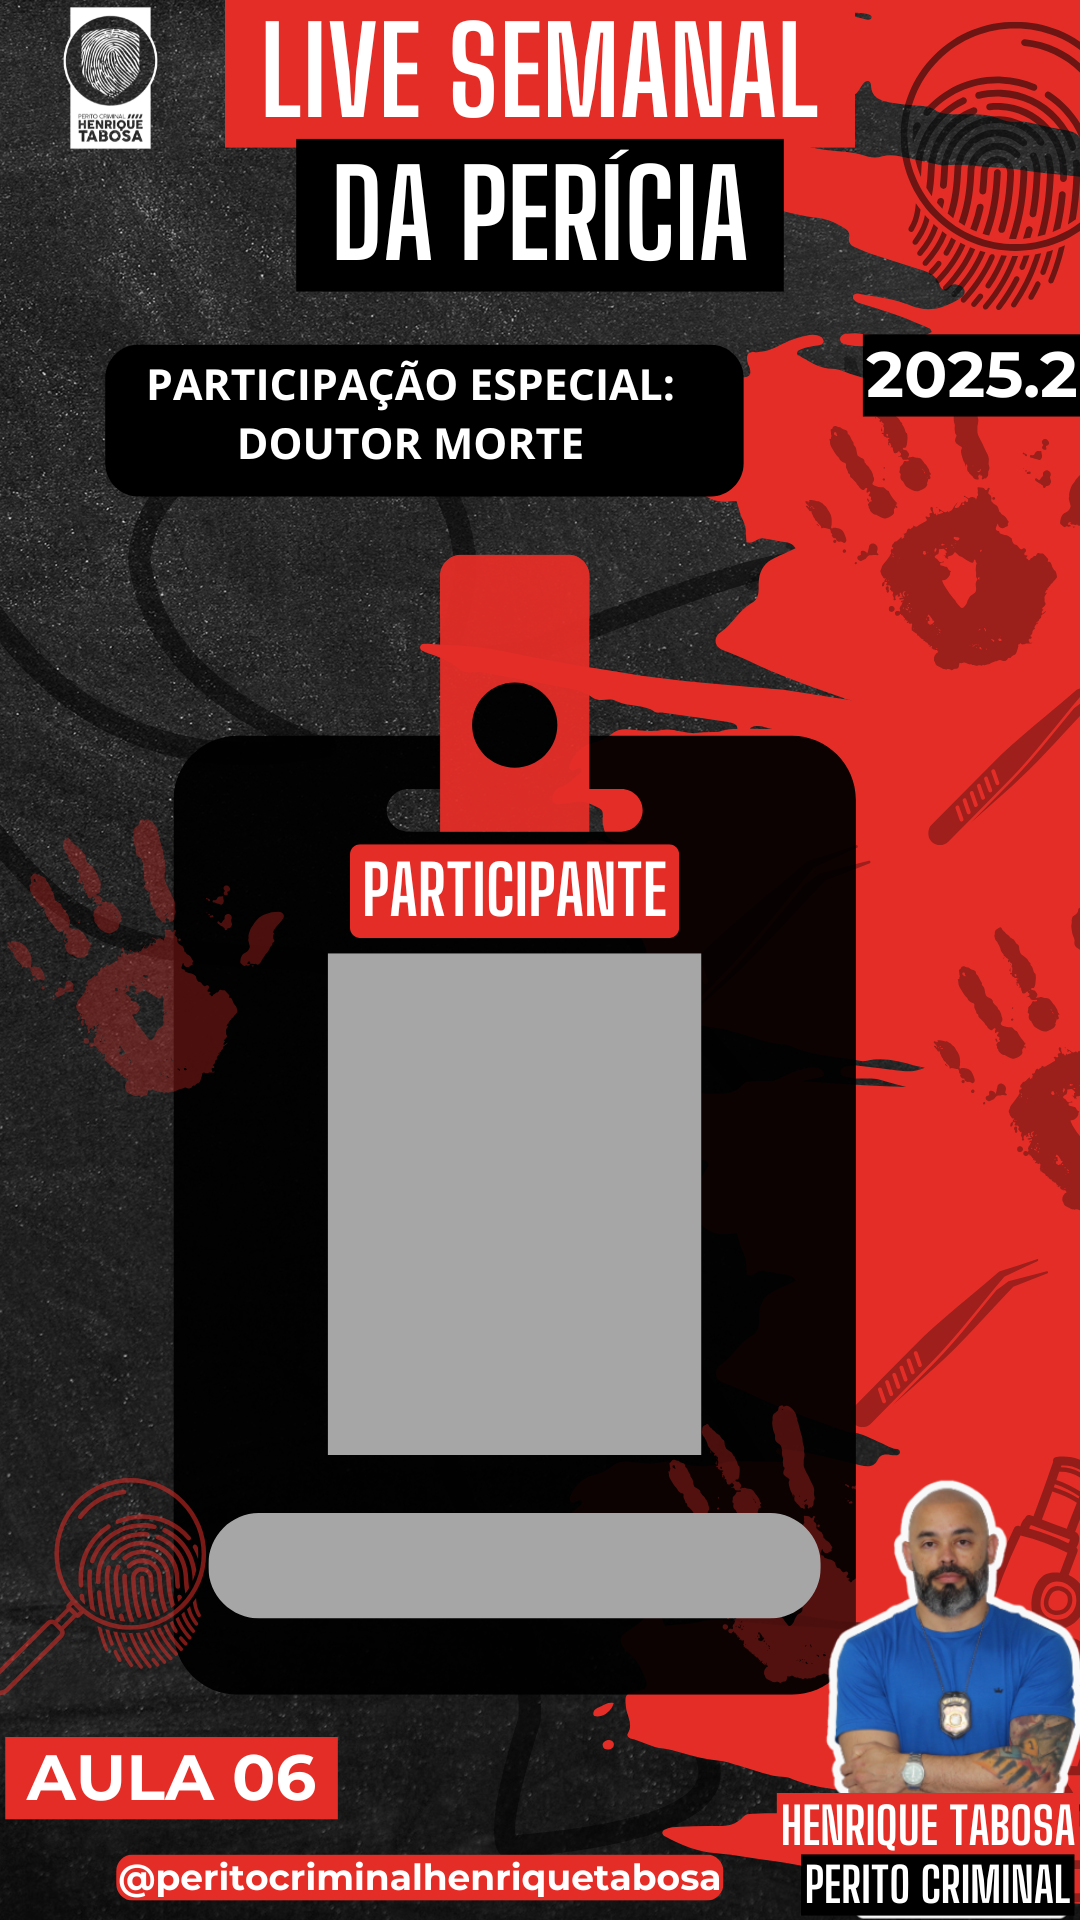 PERITO CRIMINAL
HENRIQUE
TABOSA
LIVE SEMANAL
DA PERÍCIA
PARTICIPAÇÃO ESPECIAL:
DOUTOR MORTE
2025.2
PARTICIPANTE
AULA 06
@peritocriminalhenriquetabosa
HENRIQUE TABOSA
PERITO CRIMINAL